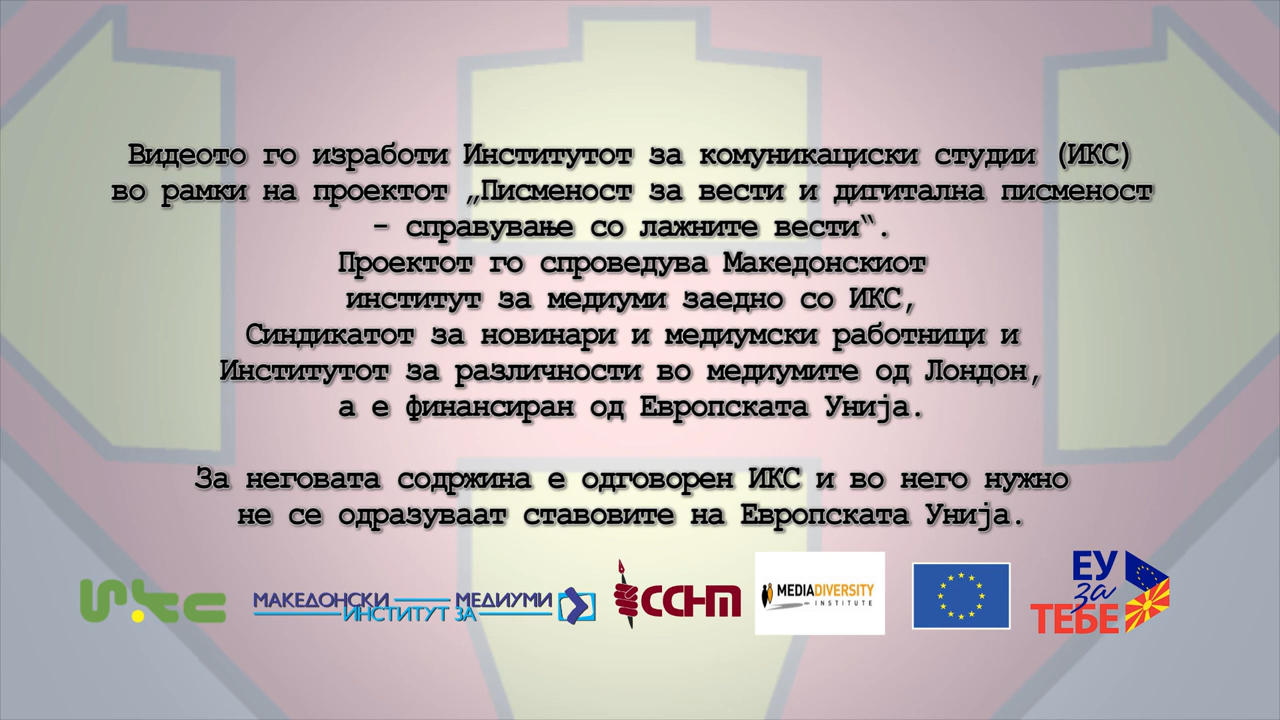 Видеото го изработи Институтот за комуникациски студии (ИКС)
во рамки на проектот „Писменост за вести и дигитална писменост
- справување со лажните вести“.
Проектот го спроведува Македонскиот
институт за медиуми заедно со ИКС,
Синдикатот за новинари и медиумски работници и
Институтот за различности во медиумите од Лондон,
а е финансиран од Европската Унија.
За неговата содржина е одговорен ИКС и во него нужно
не се одразуваат ставовите на Европската Унија.
икс
МАКЕДОНСКИ
ИНСТИТУТ ЗА
МЕДИУМИ
ССНМ
MEDIADIVERSITY
INSTITUTE
ЕУ
за
ТЕБЕ